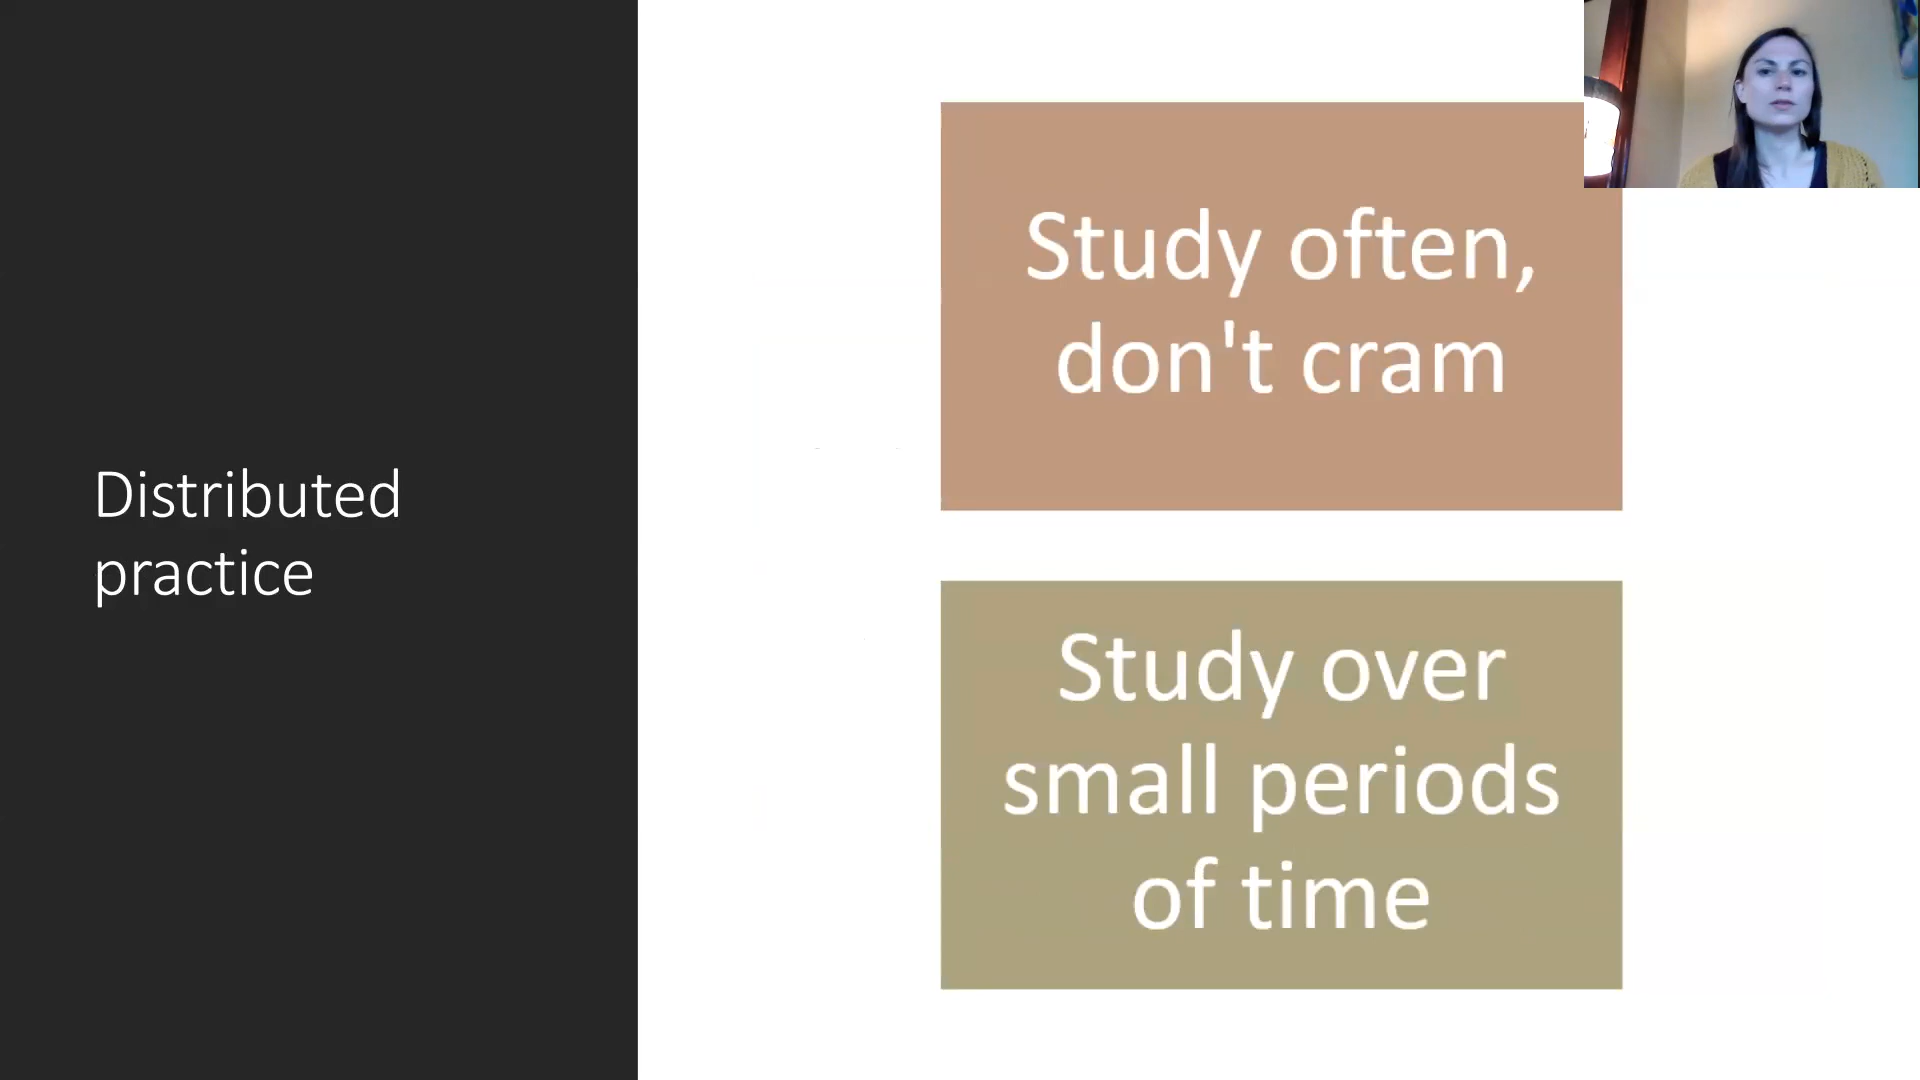 Distributed
practice
Study often,
don't cram
Study over
small periods
of time